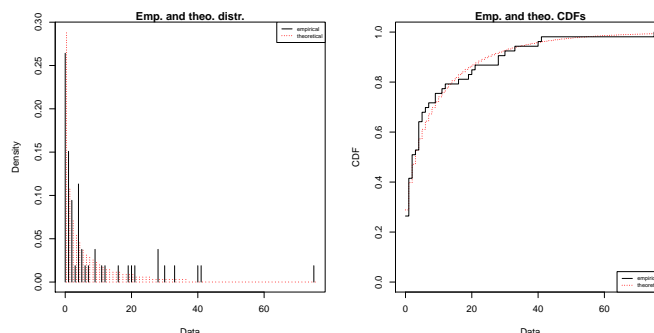 Emp. and theo. distr.
empirical
theoretical
0.30
0.25
0.20
0.15
0.10
0.05
0.00
Density
0 20 40 60
Data
Emp. and theo. CDFs
1.0
0.8
0.6
0.4
0.2
0.0
CDF
empiric
theoreti
0 20 40 60
Data